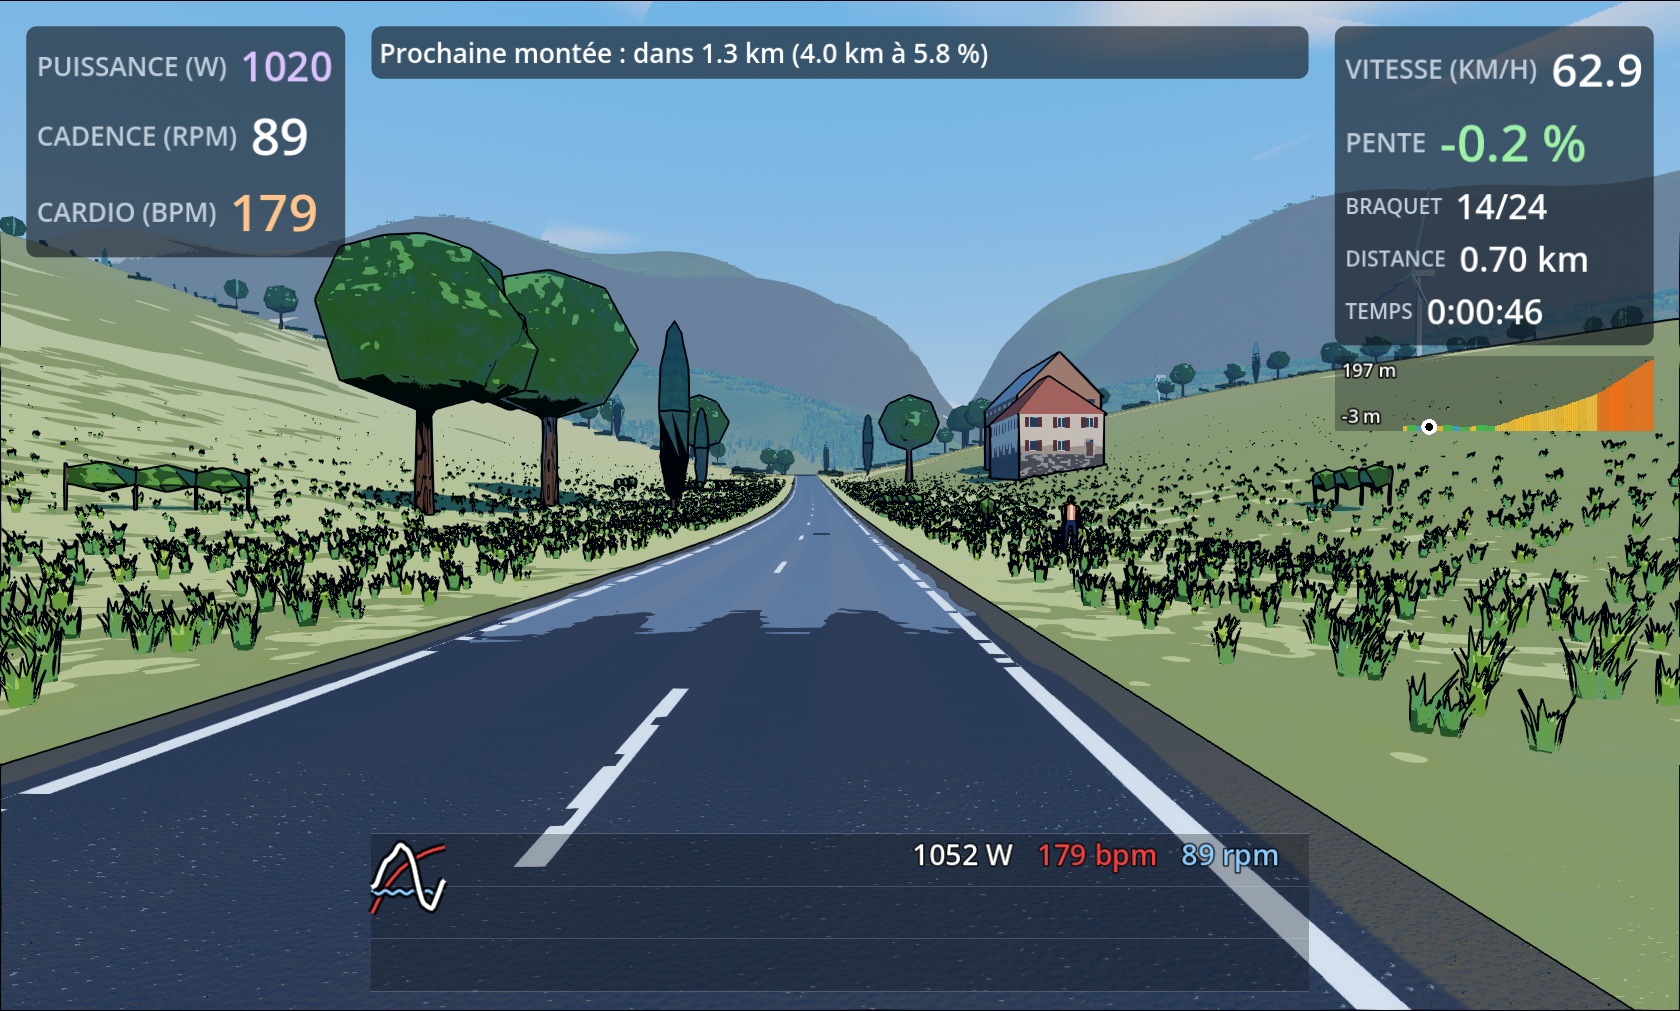 PUISSANCE (W) 1020
CADENCE (RPM) 89
CARDIO (BPM) 179
Prochaine montée : dans 1.3 km (4.0 km à 5.8 %)
VITESSE (KM/H) 62.9
PENTE -0.2 %
BRAQUET 14/24
DISTANCE 0.70 km
TEMPS 0:00:46
197 m
-3 m
1052 W 179 bpm 89 rpm